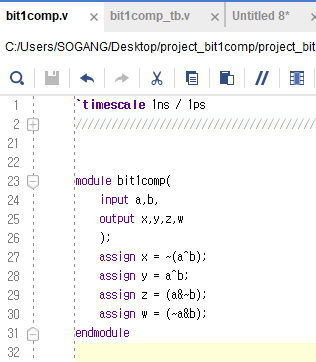 bit1comp.v
bit1comp_tb.v
Untitled 8*
C:/Users/SOGANG/Desktop/project_bit1comp/project_bit
1 `timescale 1ns / 1ps
2 //////////////////////////////////////////
21
22
23 module bit1comp(
24 input a,b,
25 output x,y,z,w
26 );
27 assign x = ~(a^b);
28 assign y = a^b;
29 assign z = (a&~b);
30 assign w = (~a&b);
31 endmodule
32